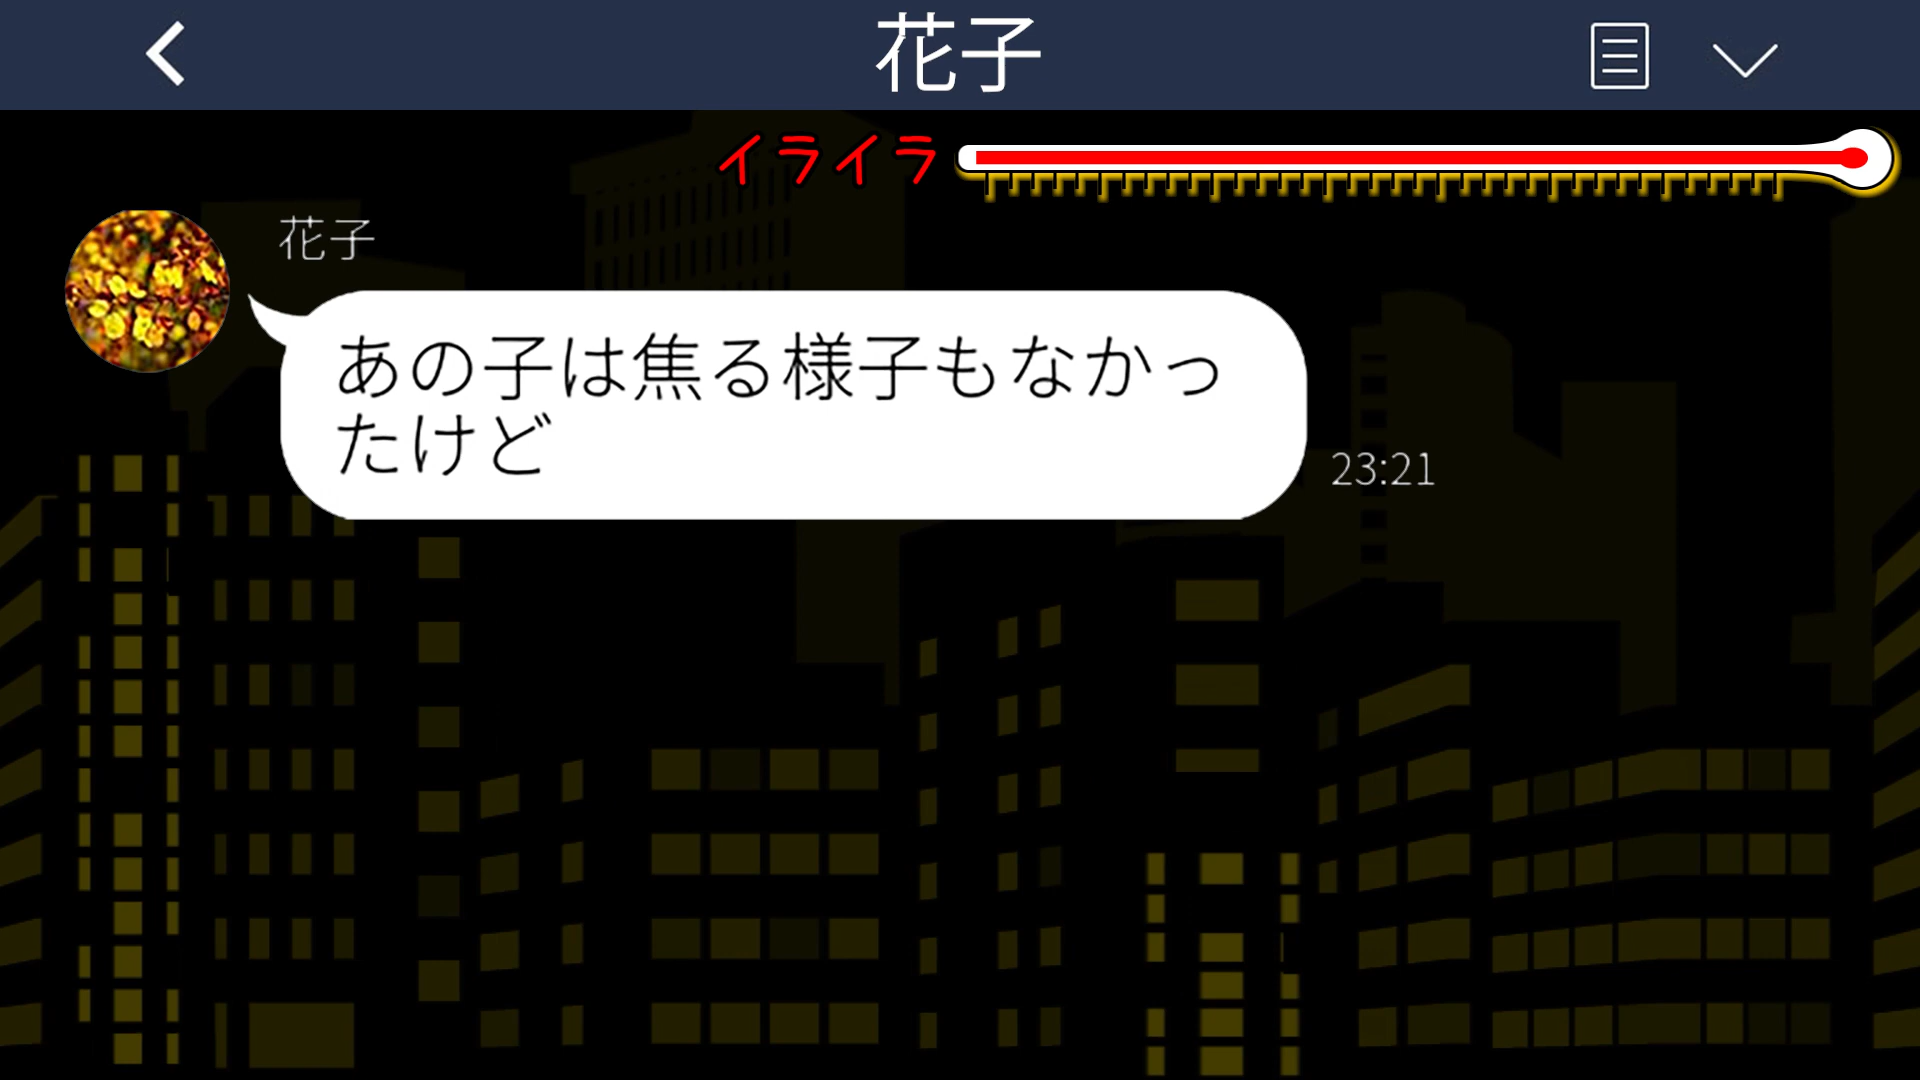 花子
イライラ
花子
あの子は焦る様子もなかっ
たけど
23:21